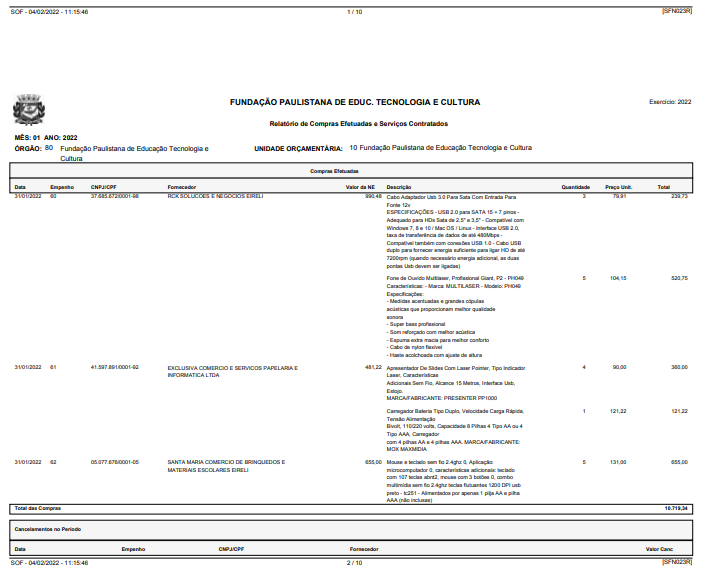 SOF - 04/02/2022 - 11:15:46 1 / 10 [SFN023R]
FUNDAÇÃO PAULISTANA DE EDUC. TECNOLOGIA E CULTURA Exercício: 2022
Relatório de Compras Efetuadas e Serviços Contratados
MÊS: 01 ANO: 2022
ÓRGÃO: 80 Fundação Paulistana de Educação Tecnologia e Cultura UNIDADE ORÇAMENTÁRIA: 10 Fundação Paulistana de Educação Tecnologia e Cultura
Compras Efetuadas
Data Empenho CNPJ/CPF Fornecedor Valor da NE Descrição Quantidade Preço Unit. Total
31/01/2022 60 37.685.672/0001-98 RCK SOLUCOES E NEGOCIOS EIRELI 990,48 Cabo Adaptador Usb 3.0 Para Sata Com Entrada Para 3 79,91 239,73
Fonte 12v
ESPECIFICAÇÕES - USB 2.0 para SATA 15 + 7 pinos -
Adequado para HDs Sata de 2,5" e 3,5" - Compatível com
Windows 7, 8 e 10 / Mac OS / Linux - Interface USB 2.0,
taxa de transferência de dados de até 480Mbps -
Compatível também com conexões USB 1.0 - Cabo USB
duplo para fornecer energia suficiente para ligar HD de até
7200rpm (quando necessário energia adicional, as duas
pontas Usb devem ser ligadas)
Fone de Ouvido Multilaser, Profissional Giant, P2 - PH049 5 104,15 520,75
Características: - Marca: MULTILASER - Modelo: PH049
Especificações:
- Medidas acentuadas e grandes cúpulas
acústicas que proporcionam melhor qualidade
sonora
- Super bass profissional
- Som reforçado com melhor acústica
- Espuma extra macia para melhor conforto
- Cabo de nylon flexível
- Haste acolchoada com ajuste de altura
31/01/2022 61 41.597.891/0001-92 EXCLUSIVA COMERCIO E SERVICOS PAPELARIA E INFORMATICA LTDA 481,22 Apresentador De Slides Com Laser Pointer, Tipo Indicador 4 90,00 360,00
Laser, Características
Adicionais Sem Fio, Alcance 15 Metros, Interface Usb,
Estojo.
MARCA/FABRICANTE: PRESENTER PP1000
Carregador Bateria Tipo Duplo, Velocidade Carga Rápida, 1 121,22 121,22
Tensão Alimentação
Bivolt, 110/220 volts, Capacidade 8 Pilhas 4 Tipo AA ou 4
Tipo AAA, Carregador
com 4 pilhas AA e 4 pilhas AAA. MARCA/FABRICANTE:
MOX MAXMIDIA
31/01/2022 62 05.077.678/0001-05 SANTA MARIA COMERCIO DE BRINQUEDOS E MATERIAIS ESCOLARES EIRELI 655,00 Mouse e teclado sem fio 2.4ghz 0, Aplicação: 5 131,00 655,00
microcomputador 0, características adicionais: teclado
com 107 teclas abnt2, mouse com 3 botões 0, combo
multimídia sem fio 2.4ghz teclas flutuantes 1200 DPI usb
preto - tc251 - Alimentados por apenas 1 pilja AA e pilha
AAA (não inclusas)
Total das Compras 10.719,34
Cancelamentos no Período
Data Empenho CNPJ/CPF Fornecedor Valor Canc
SOF - 04/02/2022 - 11:15:46 2 / 10 [SFN023R]